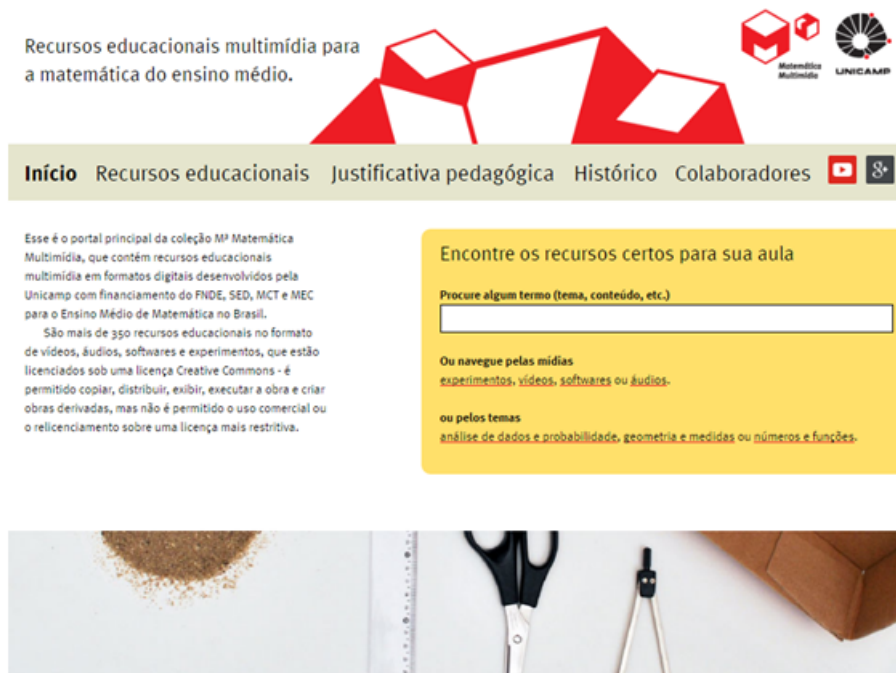 Recursos educacionais multimídia para
a matemática do ensino médio.
Matemática
Multimídia
UNICAMP
Início Recursos educacionais Justificativa pedagógica Histórico Colaboradores
Esse é o portal principal da coleção M³ Matemática
Multimídia, que contém recursos educacionais
multimídia em formatos digitais desenvolvidos pela
Unicamp com financiamento do FNDE, SED, MCT e MEC
para o Ensino Médio de Matemática no Brasil.
São mais de 350 recursos educacionais no formato
de vídeos, áudios, softwares e experimentos, que estão
licenciados sob uma licença Creative Commons - é
permitido copiar, distribuir, exibir, executar a obra e criar
obras derivadas, mas não é permitido o uso comercial ou
o relicenciamento sobre uma licença mais restritiva.
Encontre os recursos certos para sua aula
Procure algum termo (tema, conteúdo, etc.)
Ou navegue pelas mídias
experimentos, vídeos, softwares ou áudios.
ou pelos temas
análise de dados e probabilidade, geometria e medidas ou números e funções.